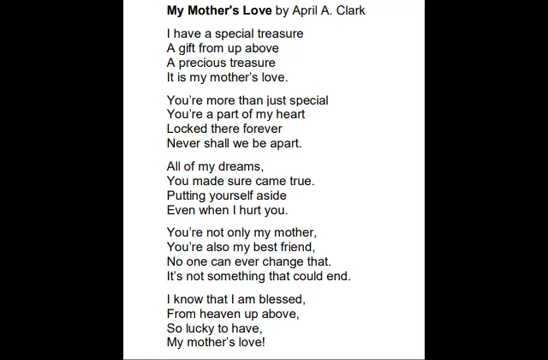 My Mother's Love by April A. Clark
I have a special treasure
A gift from up above
A precious treasure
It is my mother’s love.
You’re more than just special
You’re a part of my heart
Locked there forever
Never shall we be apart.
All of my dreams,
You made sure came true.
Putting yourself aside
Even when I hurt you.
You’re not only my mother,
You’re also my best friend,
No one can ever change that.
It’s not something that could end.
I know that I am blessed,
From heaven up above,
So lucky to have,
My mother’s love!